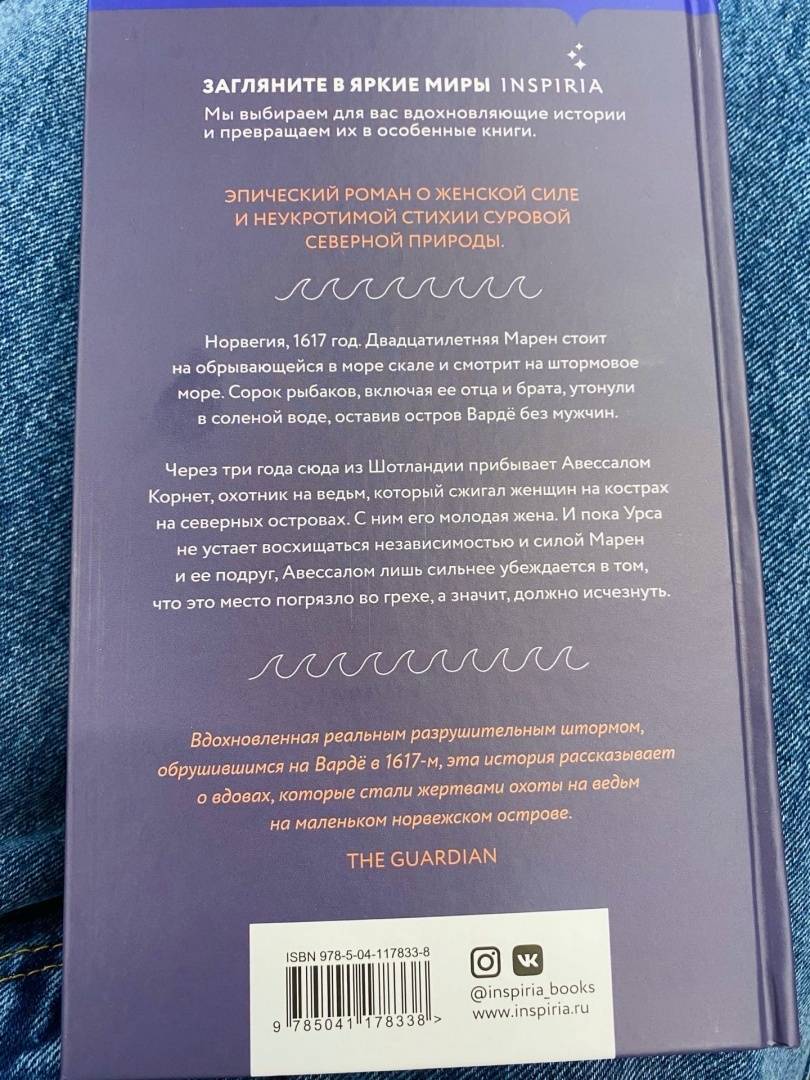 ЗАГЛЯНИТЕ В ЯРКИЕ МИРЫ INSPIRIA
Мы выбираем для вас вдохновляющие истории
и превращаем их в особенные книги.
ЭПИЧЕСКИЙ РОМАН О ЖЕНСКОЙ СИЛЕ
И НЕУКРОТИМОЙ СТИХИИ СУРОВОЙ
СЕВЕРНОЙ ПРИРОДЫ.
Норвегия, 1617 год. Двадцатилетняя Марен стоит
на обрывающейся в море скале и смотрит на штормовое
море. Сорок рыбаков, включая ее отца и брата, утонули
в соленой воде, оставив остров Вардё без мужчин.
Через три года сюда из Шотландии прибывает Авессалом
Корнет, охотник на ведьм, который сжигал женщин на кострах
на северных островах. С ним его молодая жена. И пока Урса
не устает восхищаться независимостью и силой Марен
и ее подруг, Авессалом лишь сильнее убеждается в том,
что это место погрязло во грехе, а значит, должно исчезнуть.
Вдохновленная реальным разрушительным штормом,
обрушившимся на Вардё в 1617-м, эта история рассказывает
о вдовах, которые стали жертвами охоты на ведьм
на маленьком норвежском острове.
THE GUARDIAN
ISBN 978-5-04-117833-8
9 785041 178338 >
@inspiria_books
www.inspiria.ru